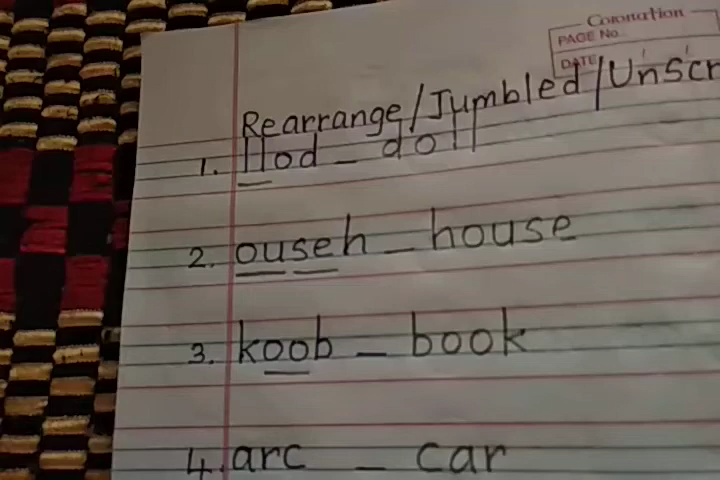 Coronation
PAGE No.
DATE
Rearrange/Jumbled/Unscr
1. llod _ doll
2. ouseh _ house
3. koob _ book
4. arc _ car